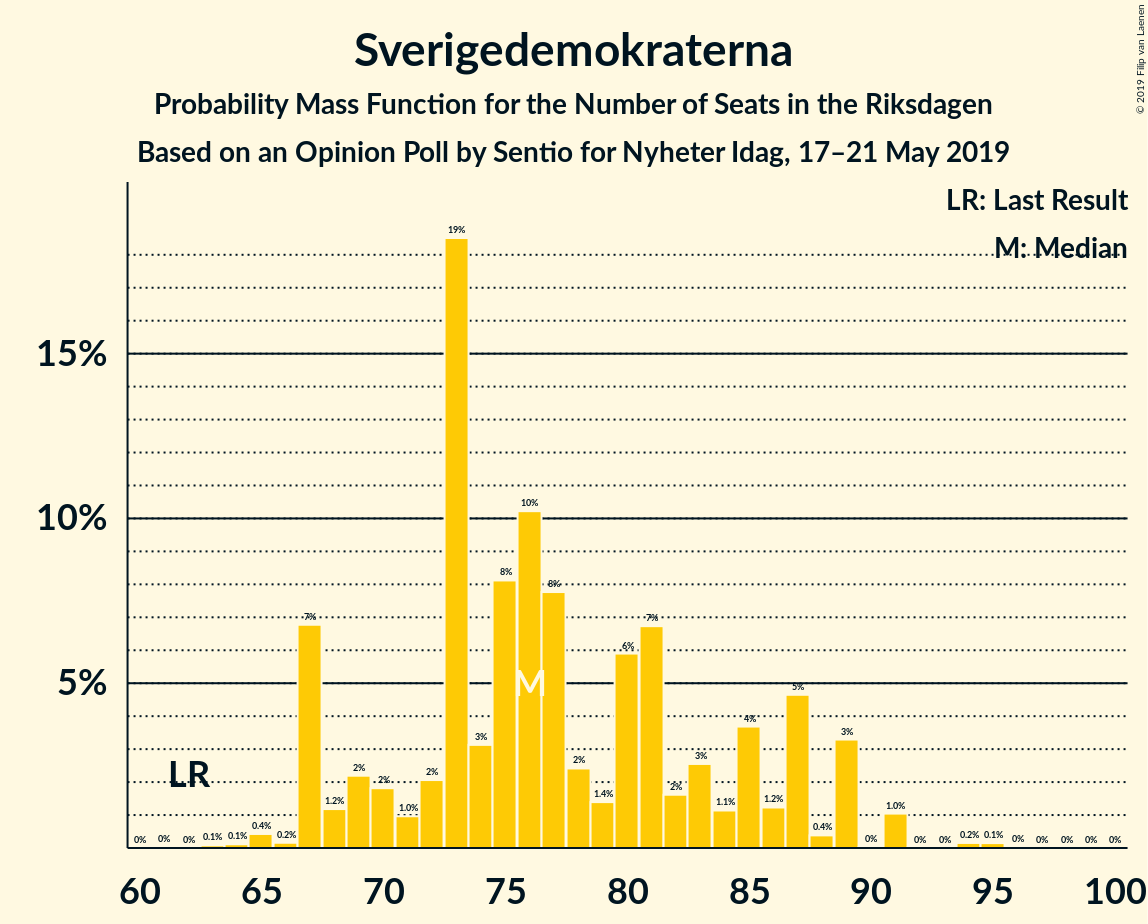 Sverigedemokraterna
Probability Mass Function for the Number of Seats in the Riksdagen
Based on an Opinion Poll by Sentio for Nyheter Idag, 17–21 May 2019
© 2019 Filip van Laenen
LR: Last Result
M: Median
15%
10%
5%
LR
M
0% 0% 0% 0.1% 0.1% 0.4% 0.2% 7% 1.2% 2% 2% 1.0% 2% 19% 3% 8% 10% 8% 2% 1.4% 6% 7% 2% 3% 1.1% 4% 1.2% 5% 0.4% 3% 0% 1.0% 0% 0% 0.2% 0.1% 0% 0% 0% 0% 0%
60 65 70 75 80 85 90 95 100